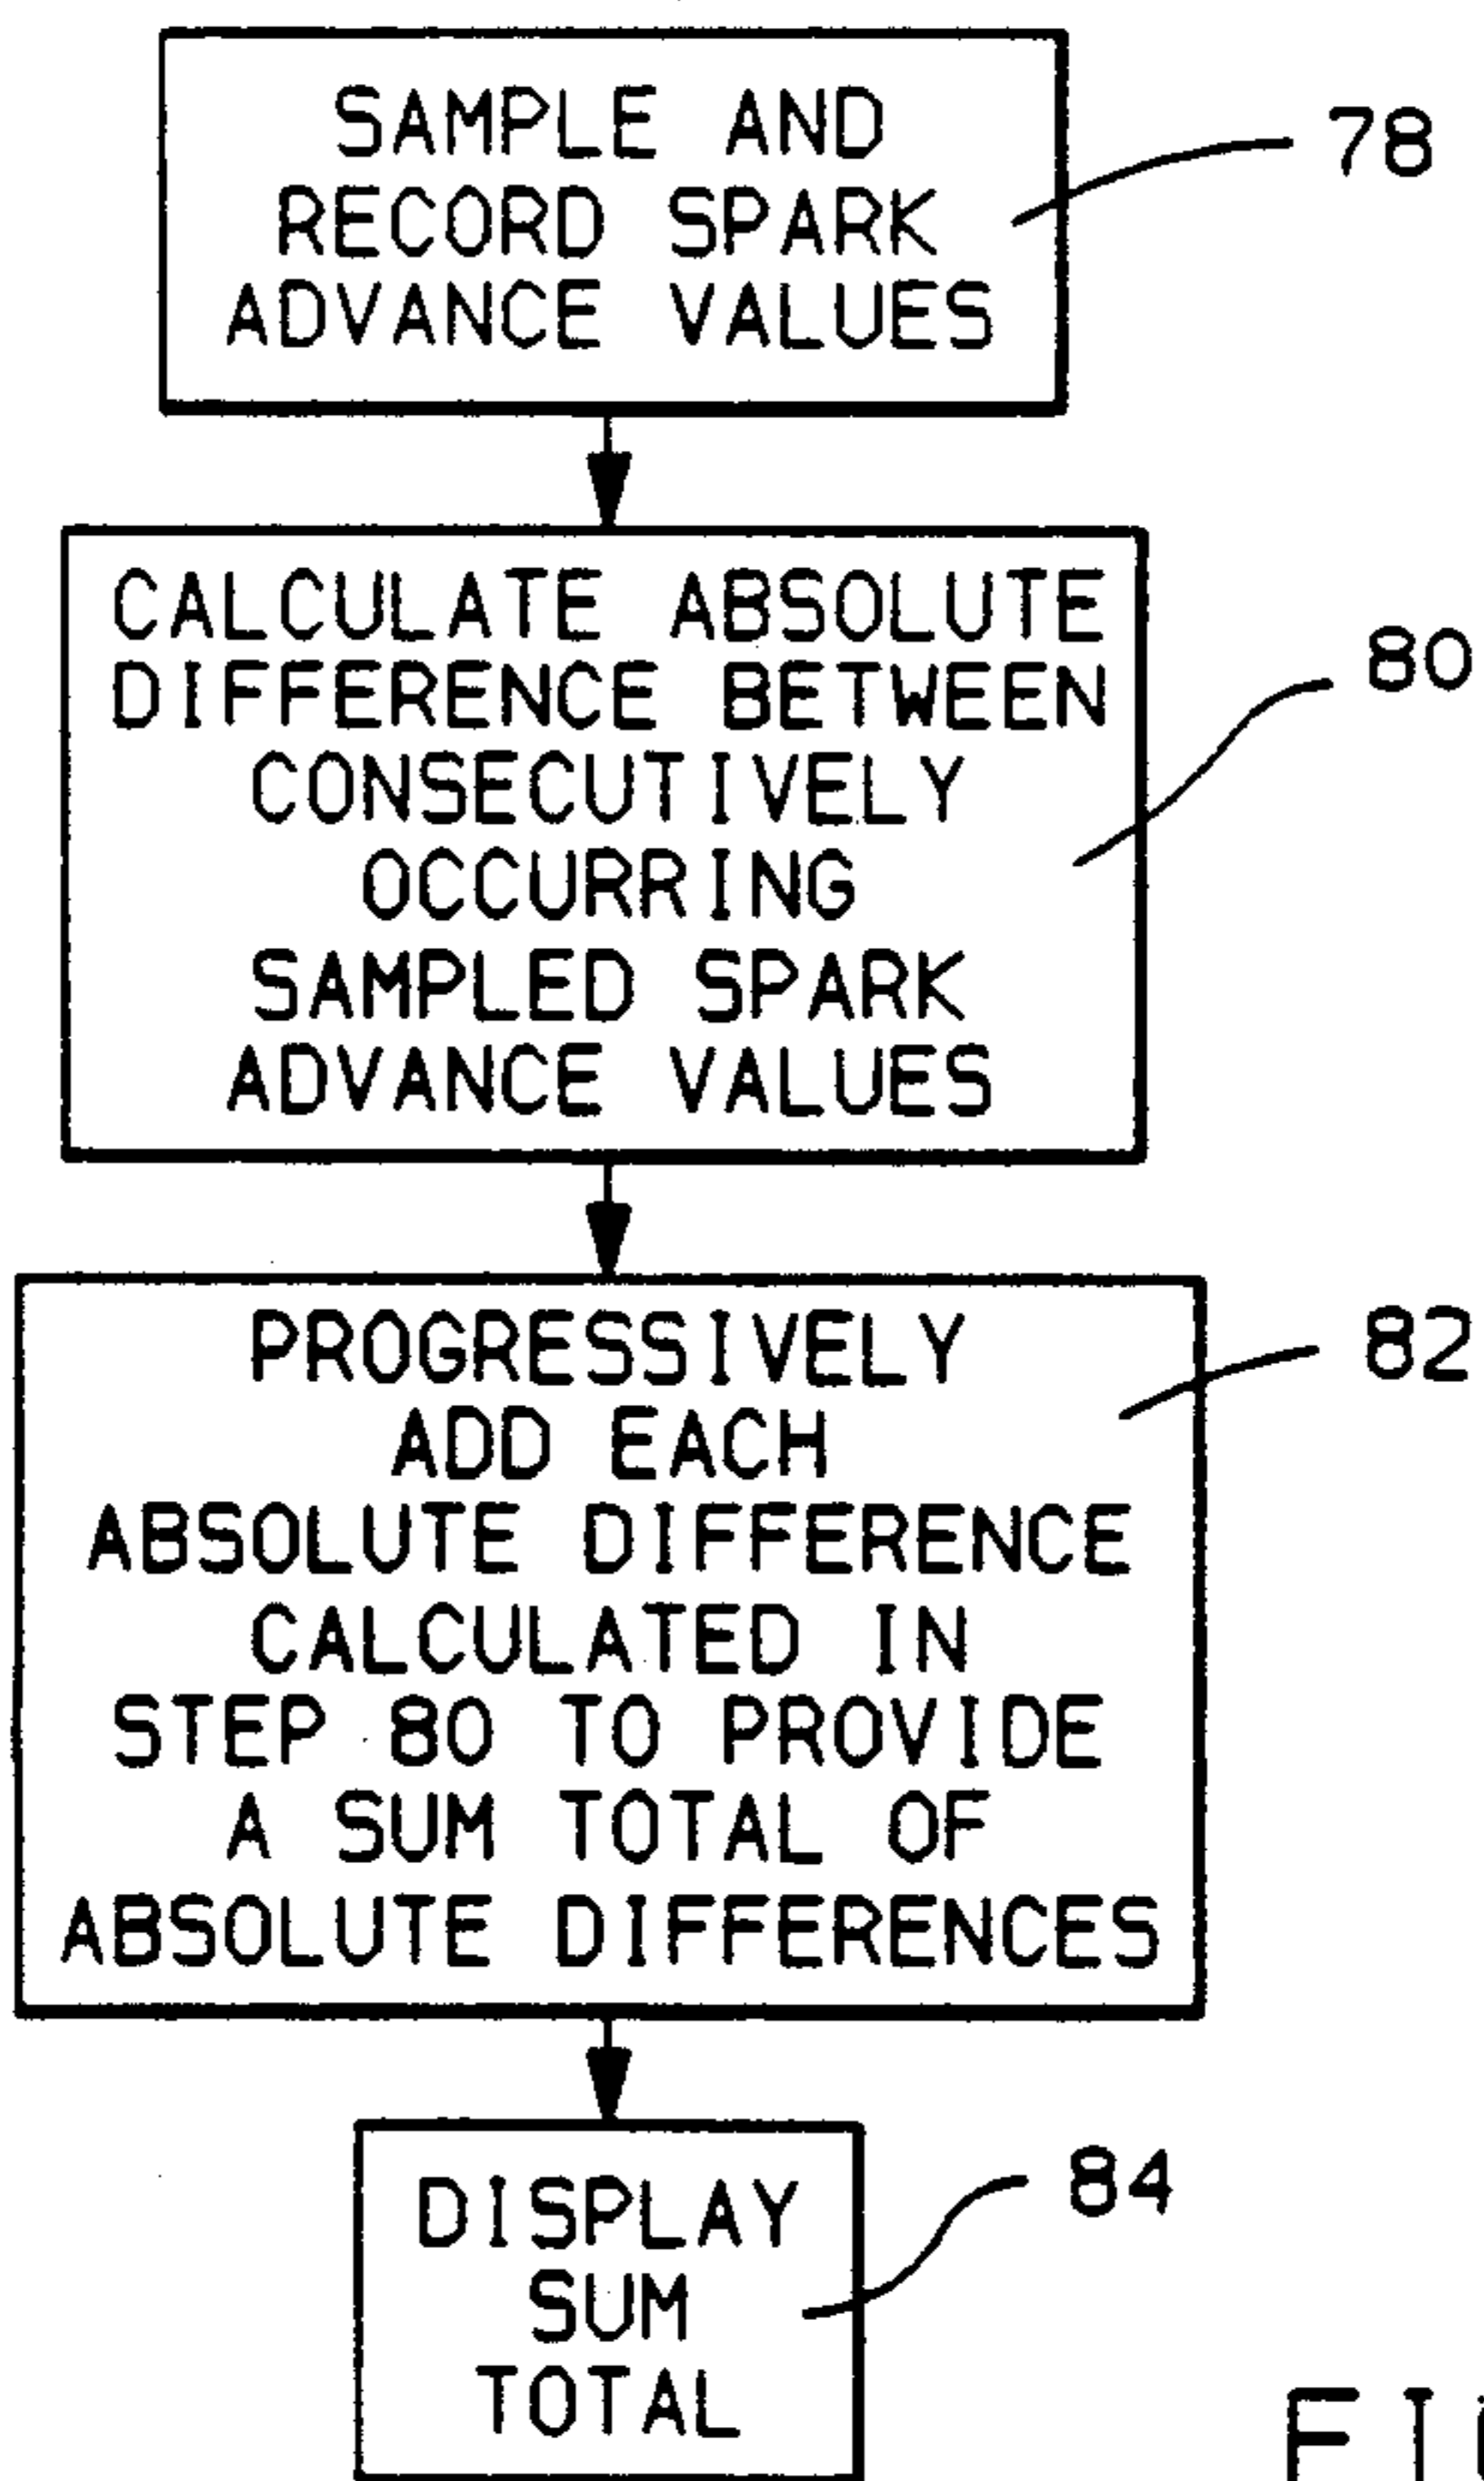 SAMPLE AND
RECORD SPARK
ADVANCE VALUES
78
CALCULATE ABSOLUTE
DIFFERENCE BETWEEN
CONSECUTIVELY
OCCURRING
SAMPLED SPARK
ADVANCE VALUES
80
PROGRESSIVELY
ADD EACH
ABSOLUTE DIFFERENCE
CALCULATED IN
STEP 80 TO PROVIDE
A SUM TOTAL OF
ABSOLUTE DIFFERENCES
82
DISPLAY
SUM
TOTAL
84